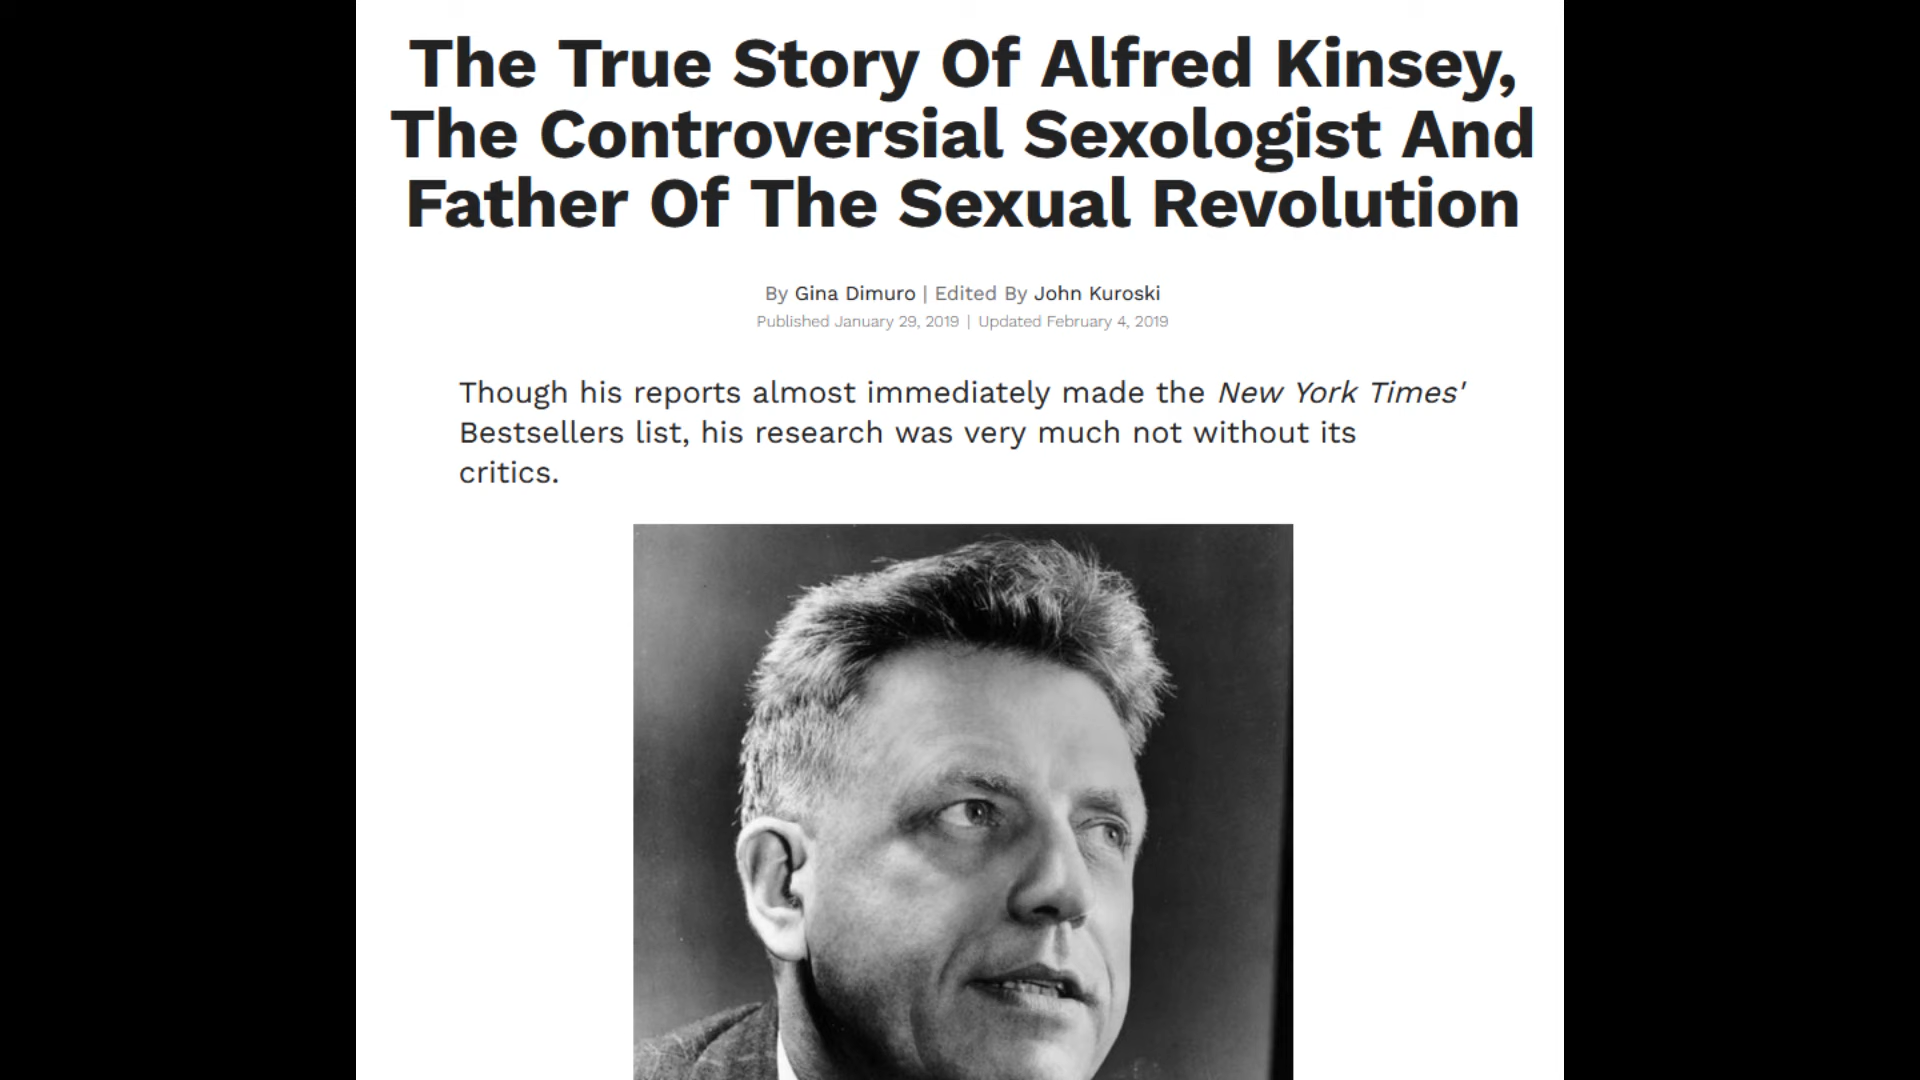 The True Story Of Alfred Kinsey,
The Controversial Sexologist And
Father Of The Sexual Revolution
By Gina Dimuro | Edited By John Kuroski
Published January 29, 2019 | Updated February 4, 2019
Though his reports almost immediately made the New York Times'
Bestsellers list, his research was very much not without its
critics.